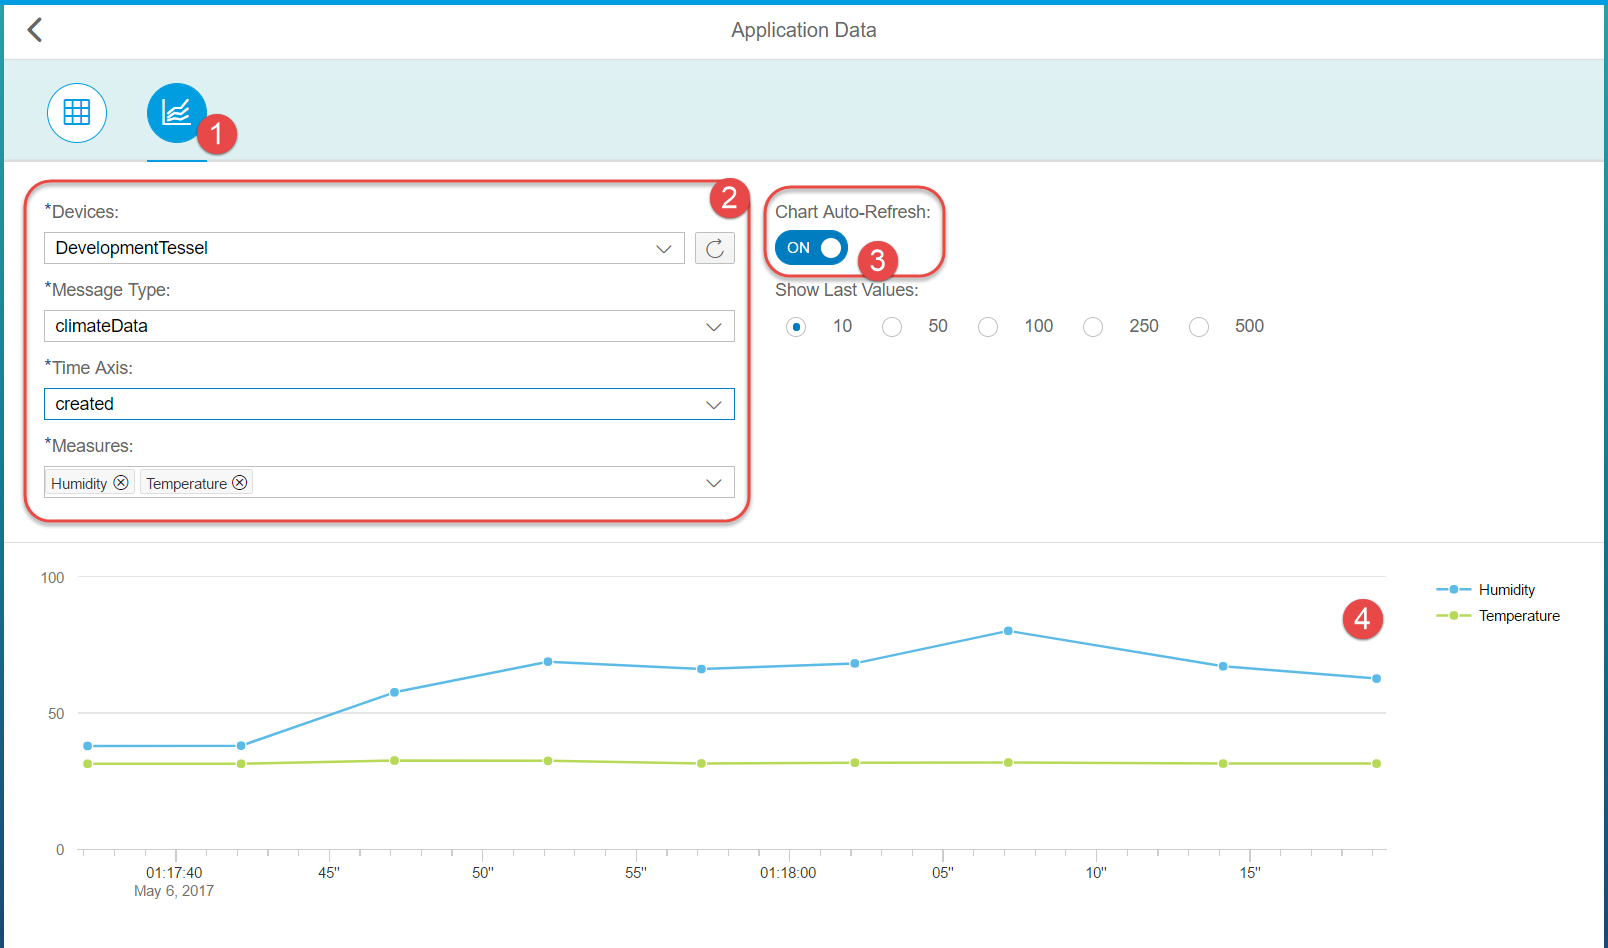 Application Data
1
2
*Devices:
DevelopmentTessel
*Message Type:
climateData
*Time Axis:
created
*Measures:
Humidity Temperature
Chart Auto-Refresh:
ON
3
Show Last Values:
10 50 100 250 500
100
50
0
4
Humidity
Temperature
01:17:40 45" 50" 55" 01:18:00 05" 10" 15"
May 6, 2017